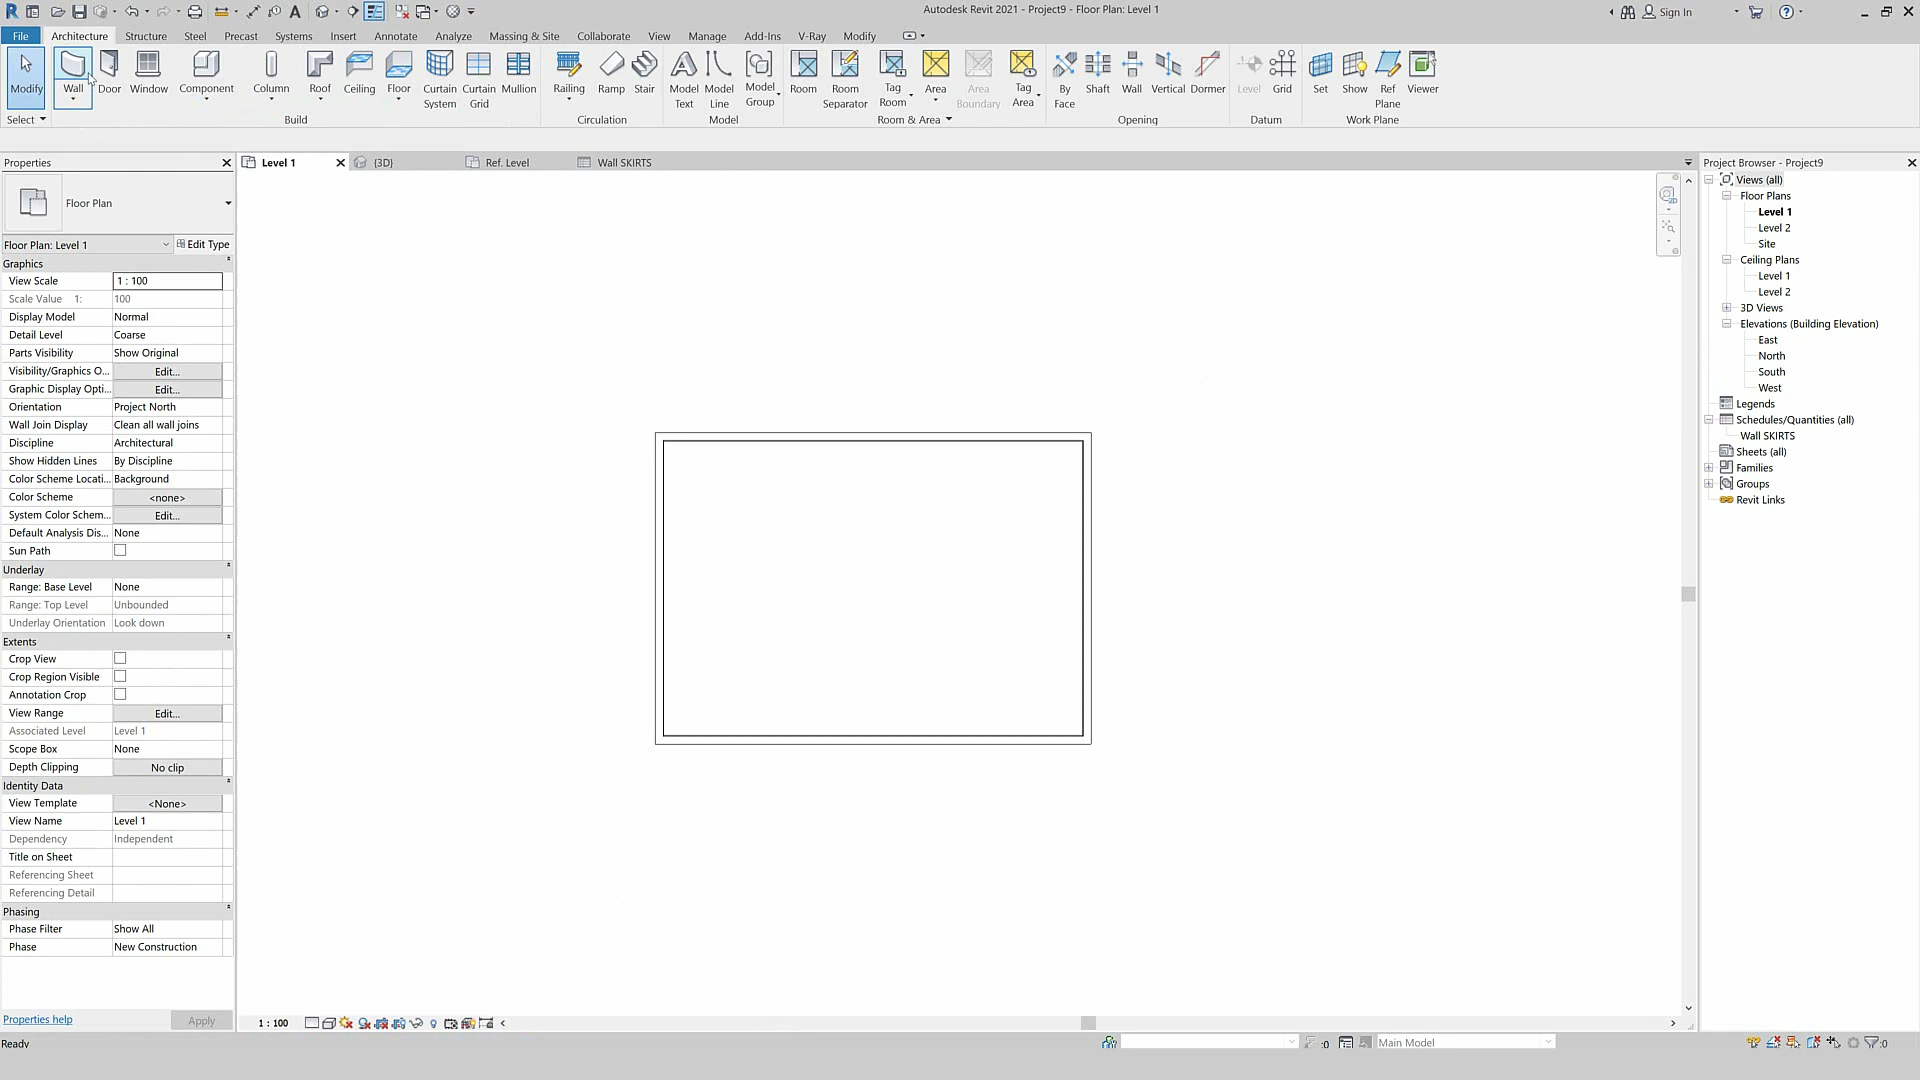 Autodesk Revit 2021 - Project9 - Floor Plan: Level 1
Sign In
File Architecture Structure Steel Precast Systems Insert Annotate Analyze Massing & Site Collaborate View Manage Add-Ins V-Ray Modify
Modify Wall Door Window Component Column Roof Ceiling Floor Curtain System Curtain Grid Mullion Railing Ramp Stair Model Text Model Line Model Group Room Room Separator Tag Room Area Area Boundary Tag Area By Face Shaft Wall Vertical Dormer Level Grid Set Show Ref Plane Viewer
Select Build Circulation Model Room & Area Opening Datum Work Plane
Properties
Level 1 {3D} Ref. Level Wall SKIRTS
Project Browser - Project9
Floor Plan
Floor Plan: Level 1 Edit Type
Graphics
View Scale 1 : 100
Scale Value 1: 100
Display Model Normal
Detail Level Coarse
Parts Visibility Show Original
Visibility/Graphics O... Edit...
Graphic Display Opti... Edit...
Orientation Project North
Wall Join Display Clean all wall joins
Discipline Architectural
Show Hidden Lines By Discipline
Color Scheme Locati... Background
Color Scheme <none>
System Color Schem... Edit...
Default Analysis Dis... None
Sun Path
Underlay
Range: Base Level None
Range: Top Level Unbounded
Underlay Orientation Look down
Extents
Crop View
Crop Region Visible
Annotation Crop
View Range Edit...
Associated Level Level 1
Scope Box None
Depth Clipping No clip
Identity Data
View Template <None>
View Name Level 1
Dependency Independent
Title on Sheet
Referencing Sheet
Referencing Detail
Phasing
Phase Filter Show All
Phase New Construction
Properties help Apply
Views (all)
Floor Plans
Level 1
Level 2
Site
Ceiling Plans
Level 1
Level 2
3D Views
Elevations (Building Elevation)
East
North
South
West
Legends
Schedules/Quantities (all)
Wall SKIRTS
Sheets (all)
Families
Groups
Revit Links
1 : 100
Ready
:0
Main Model
:0